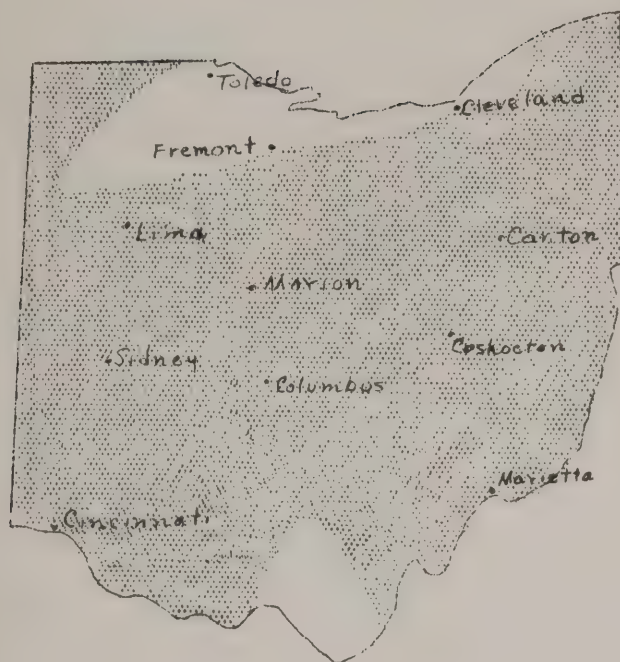 Toledo
Cleveland
Fremont
Lima
Canton
Marion
Coshocton
Sidney
Columbus
Marietta
Cincinnati